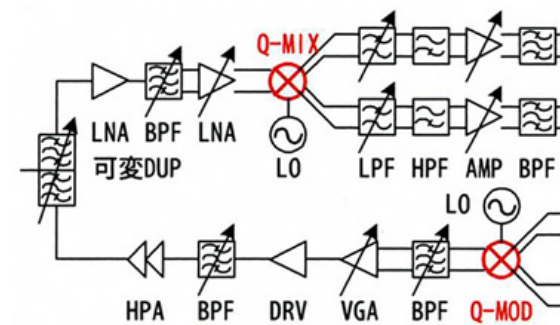 Q-MIX
LNA BPF LNA
可変DUP LO LPF HPF AMP BPF
LO
HPA BPF DRV VGA BPF Q-MOD